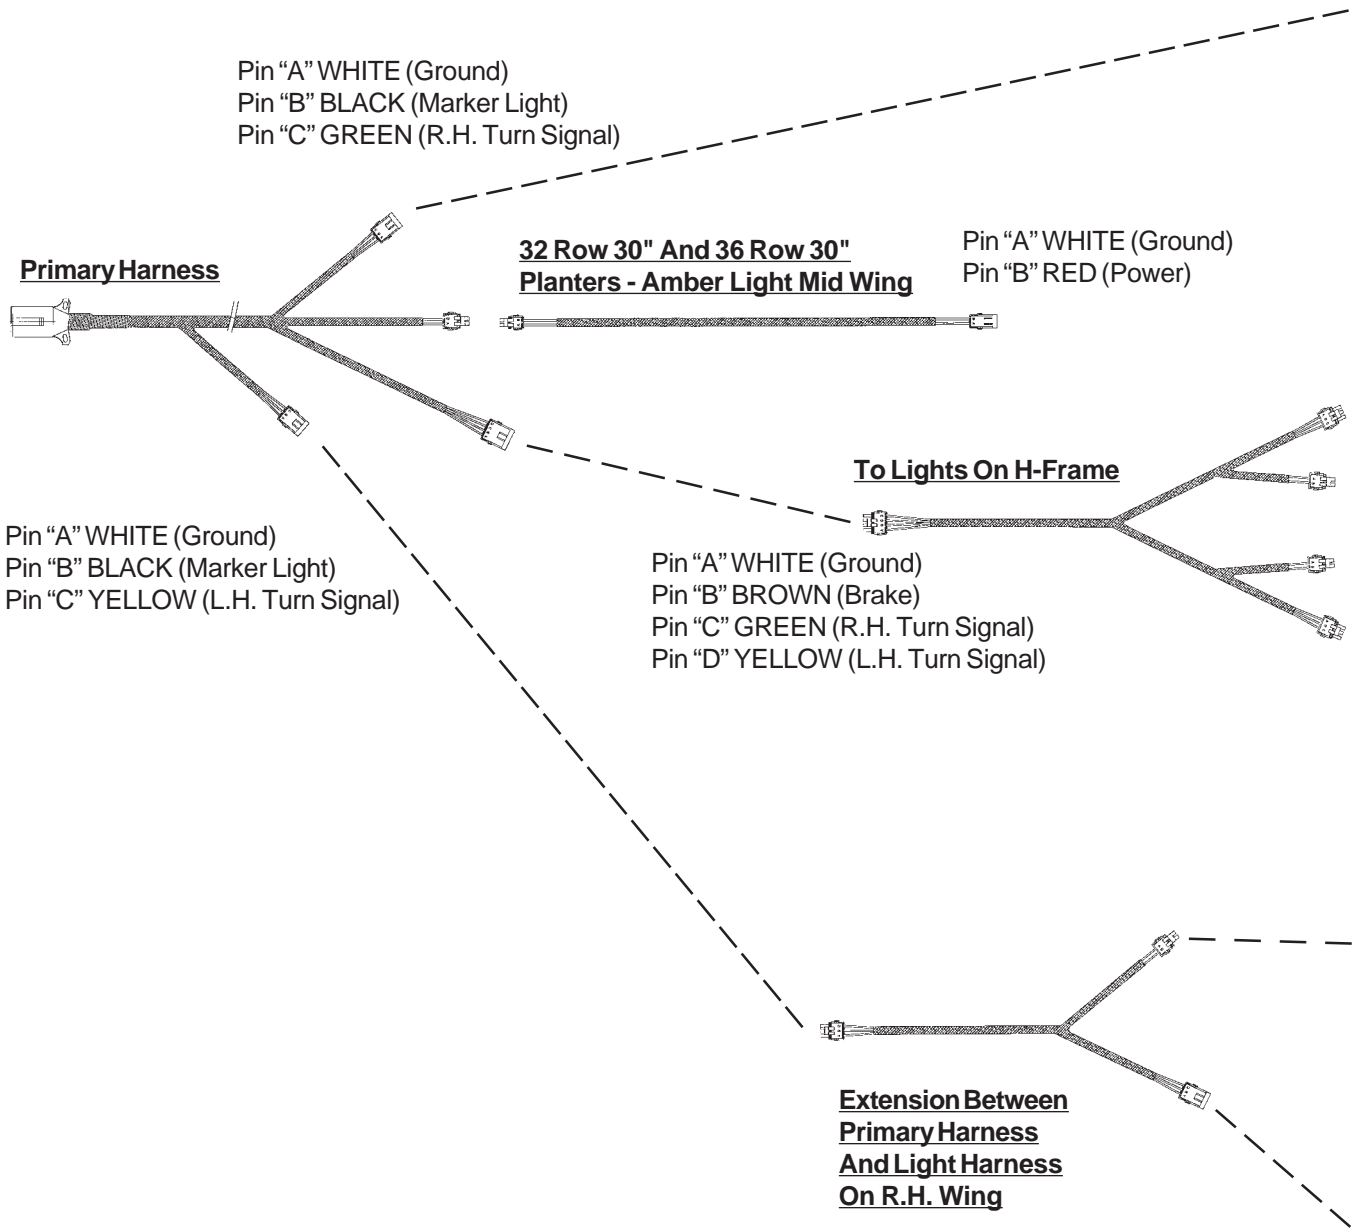 Pin “A” WHITE (Ground)
Pin “B” BLACK (Marker Light)
Pin “C” GREEN (R.H. Turn Signal)
Primary Harness
32 Row 30" And 36 Row 30"
Planters - Amber Light Mid Wing
Pin “A” WHITE (Ground)
Pin “B” RED (Power)
To Lights On H-Frame
Pin “A” WHITE (Ground)
Pin “B” BLACK (Marker Light)
Pin “C” YELLOW (L.H. Turn Signal)
Pin “A” WHITE (Ground)
Pin “B” BROWN (Brake)
Pin “C” GREEN (R.H. Turn Signal)
Pin “D” YELLOW (L.H. Turn Signal)
Extension Between
Primary Harness
And Light Harness
On R.H. Wing